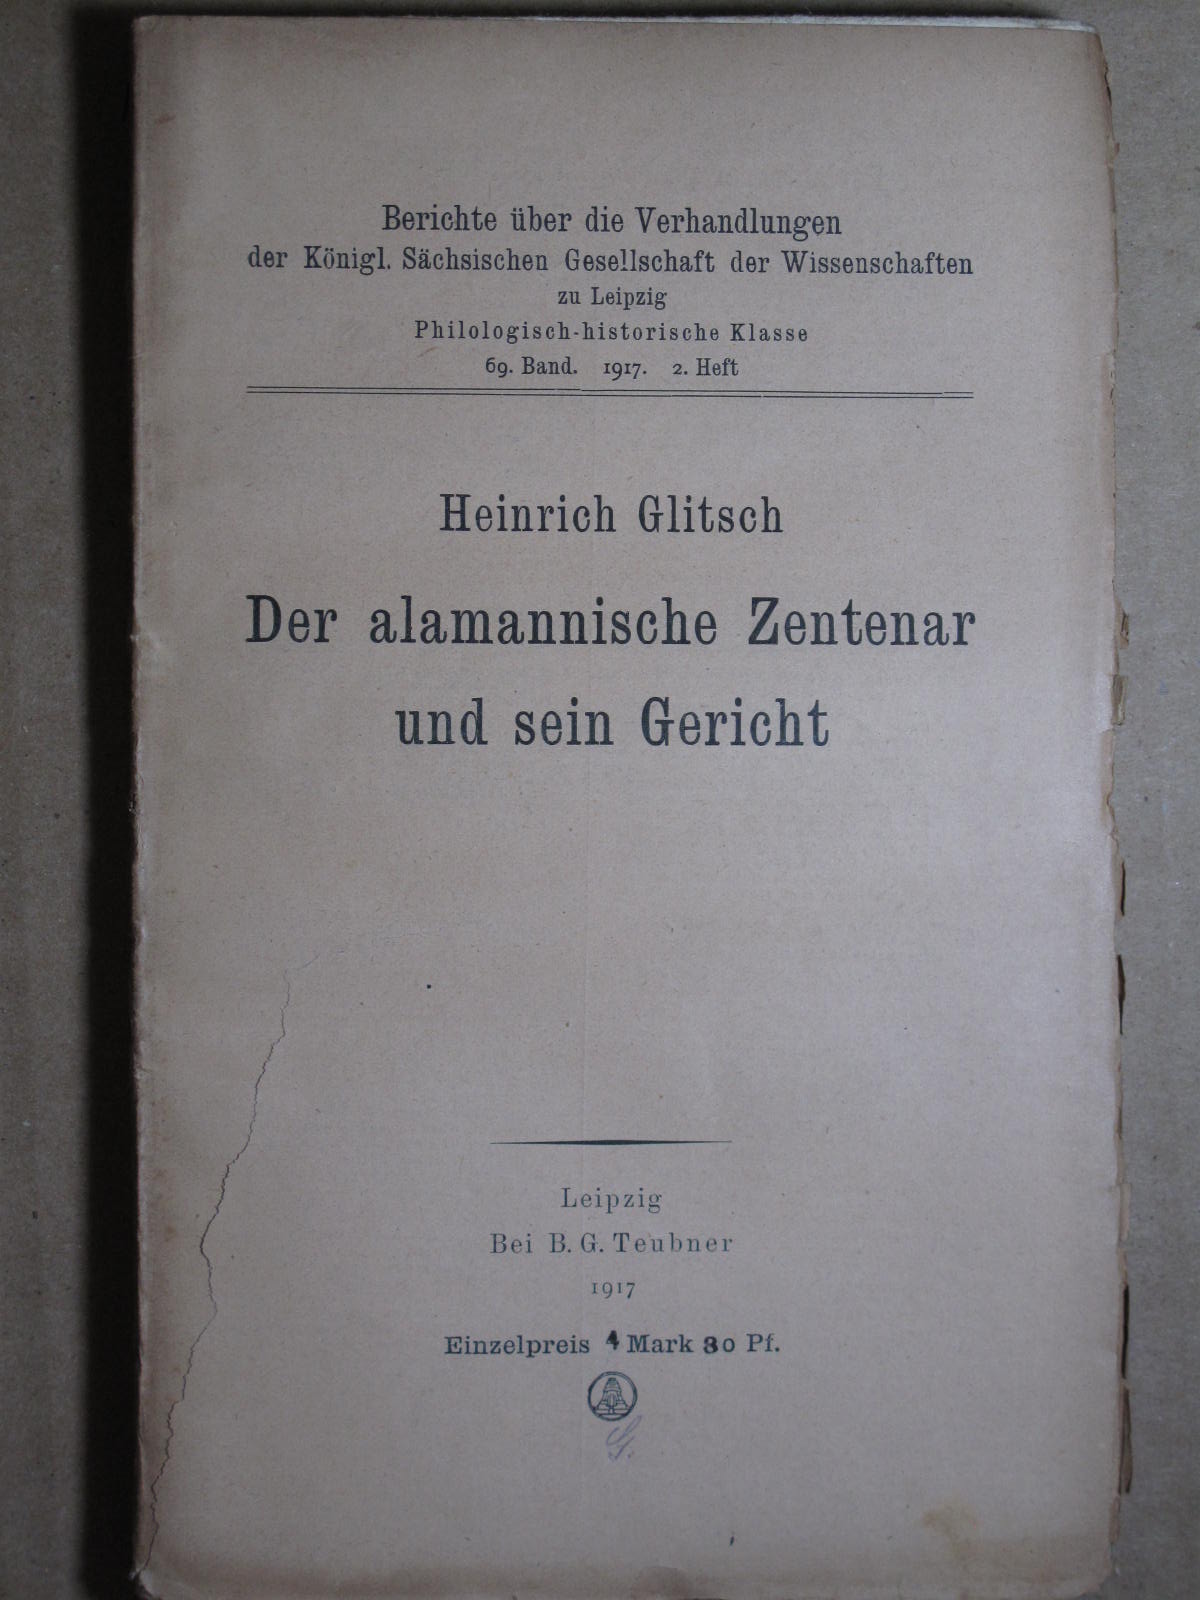 Berichte über die Verhandlungen
der Königl. Sächsischen Gesellschaft der Wissenschaften
zu Leipzig
Philologisch-historische Klasse
69. Band. 1917. 2. Heft
Heinrich Glitsch
Der alamannische Zentenar
und sein Gericht
Leipzig
Bei B. G. Teubner
1917
Einzelpreis 4 Mark 80 Pf.
G.